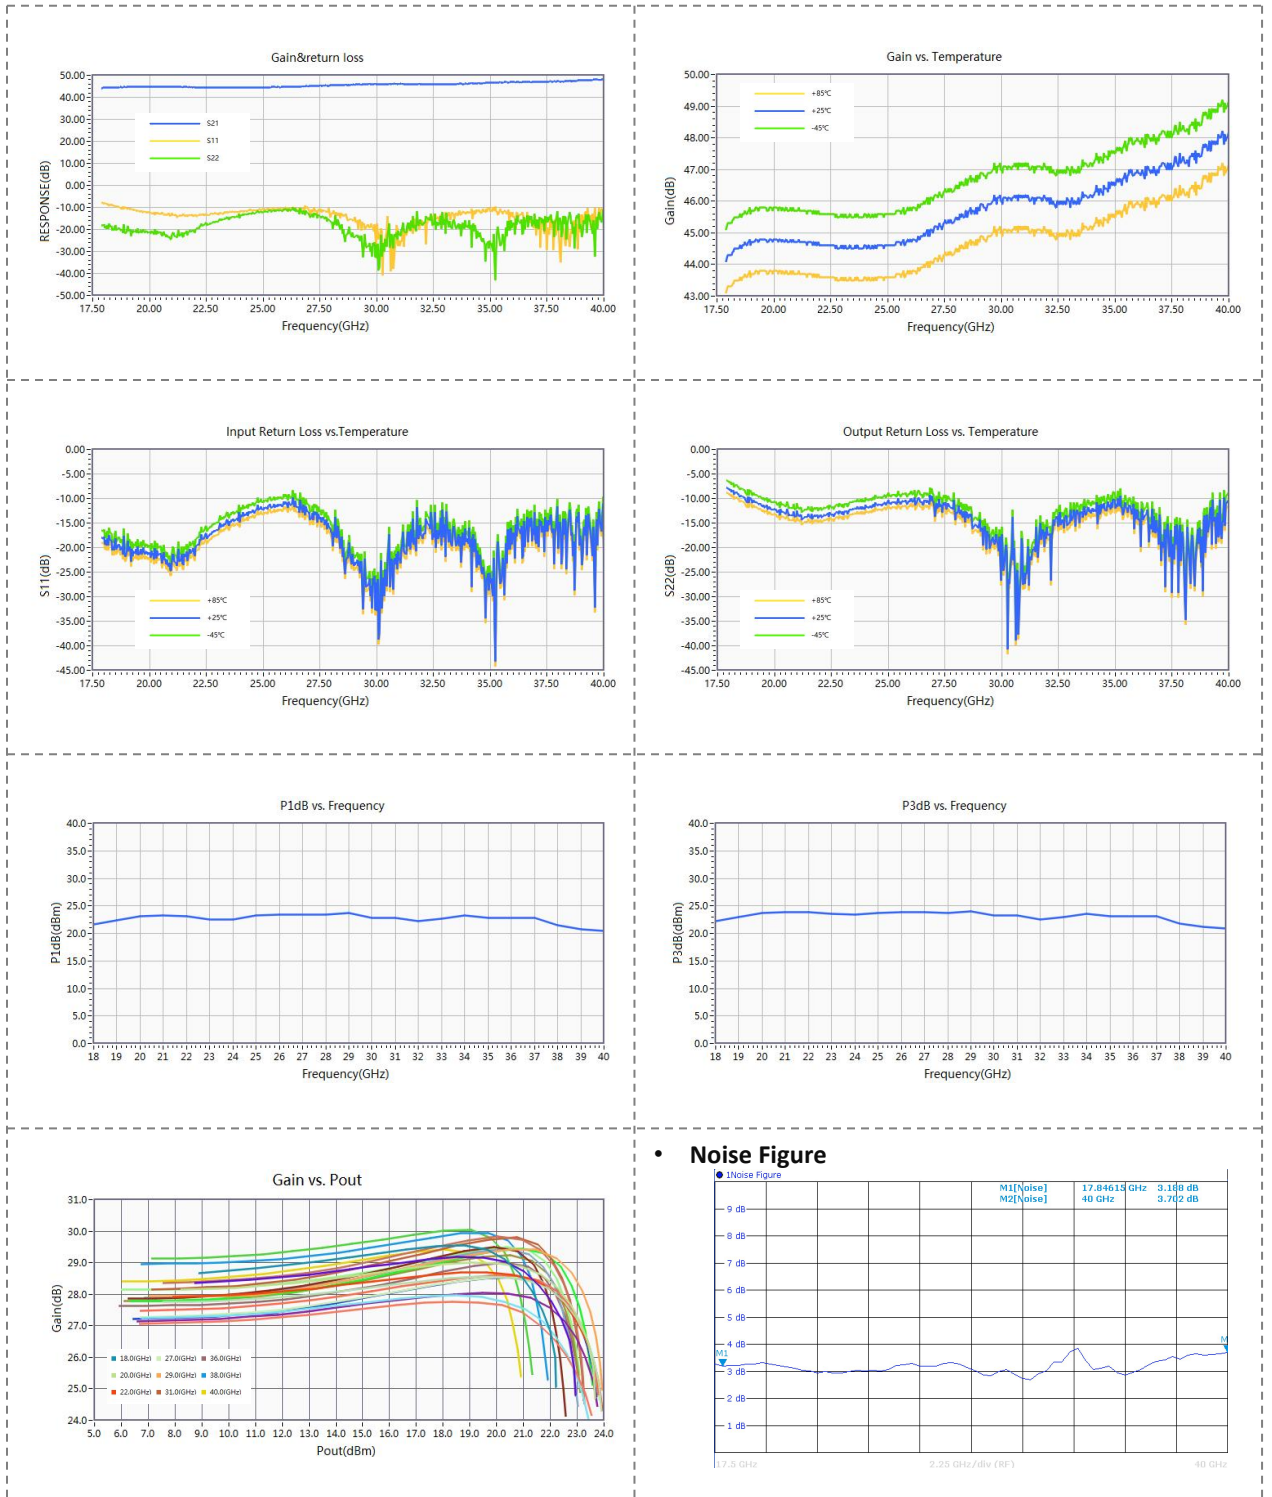 Gain&return loss
50.00
40.00
30.00
20.00
10.00
0.00
-10.00
-20.00
-30.00
-40.00
-50.00
RESPONSE(dB)
S21
S11
S22
17.50 20.00 22.50 25.00 27.50 30.00 32.50 35.00 37.50 40.00
Frequency(GHz)
Gain vs. Temperature
50.00
49.00
48.00
47.00
46.00
45.00
44.00
43.00
Gain(dB)
+85℃
+25℃
-45℃
17.50 20.00 22.50 25.00 27.50 30.00 32.50 35.00 37.50 40.00
Frequency(GHz)
Input Return Loss vs.Temperature
0.00
-5.00
-10.00
-15.00
-20.00
-25.00
-30.00
-35.00
-40.00
-45.00
S11(dB)
+85℃
+25℃
-45℃
17.50 20.00 22.50 25.00 27.50 30.00 32.50 35.00 37.50 40.00
Frequency(GHz)
Output Return Loss vs. Temperature
0.00
-5.00
-10.00
-15.00
-20.00
-25.00
-30.00
-35.00
-40.00
-45.00
S22(dB)
+85℃
+25℃
-45℃
17.50 20.00 22.50 25.00 27.50 30.00 32.50 35.00 37.50 40.00
Frequency(GHz)
P1dB vs. Frequency
40.0
35.0
30.0
25.0
20.0
15.0
10.0
5.0
0.0
P1dB(dBm)
18 19 20 21 23 24 25 26 27 28 29 30 31 32 33 34 35 36 37 38 39 40
Frequency(GHz)
P3dB vs. Frequency
40.0
35.0
30.0
25.0
20.0
15.0
10.0
5.0
0.0
P3dB(dBm)
18 19 20 21 22 23 24 25 26 27 28 29 30 31 32 33 34 35 36 37 38 39 40
Frequency(GHz)
Gain vs. Pout
31.0
30.0
29.0
28.0
27.0
26.0
25.0
24.0
Gain(dB)
18.0(GHz) 27.0(GHz) 36.0(GHz)
20.0(GHz) 29.0(GHz) 38.0(GHz)
22.0(GHz) 31.0(GHz) 40.0(GHz)
5.0 6.0 7.0 8.0 9.0 10.0 11.0 12.0 13.0 14.0 15.0 16.0 17.0 18.0 19.0 20.0 21.0 22.0 23.0 24.0
Pout(dBm)
• Noise Figure
1Noise Figure
M1[Noise] 17.84615 GHz 3.188 dB
M2[Noise] 40 GHz 3.702 dB
9 dB
8 dB
7 dB
6 dB
5 dB
4 dB
M1
M
3 dB
2 dB
1 dB
17.5 GHz 2.25 GHz/div (RF) 40 GHz